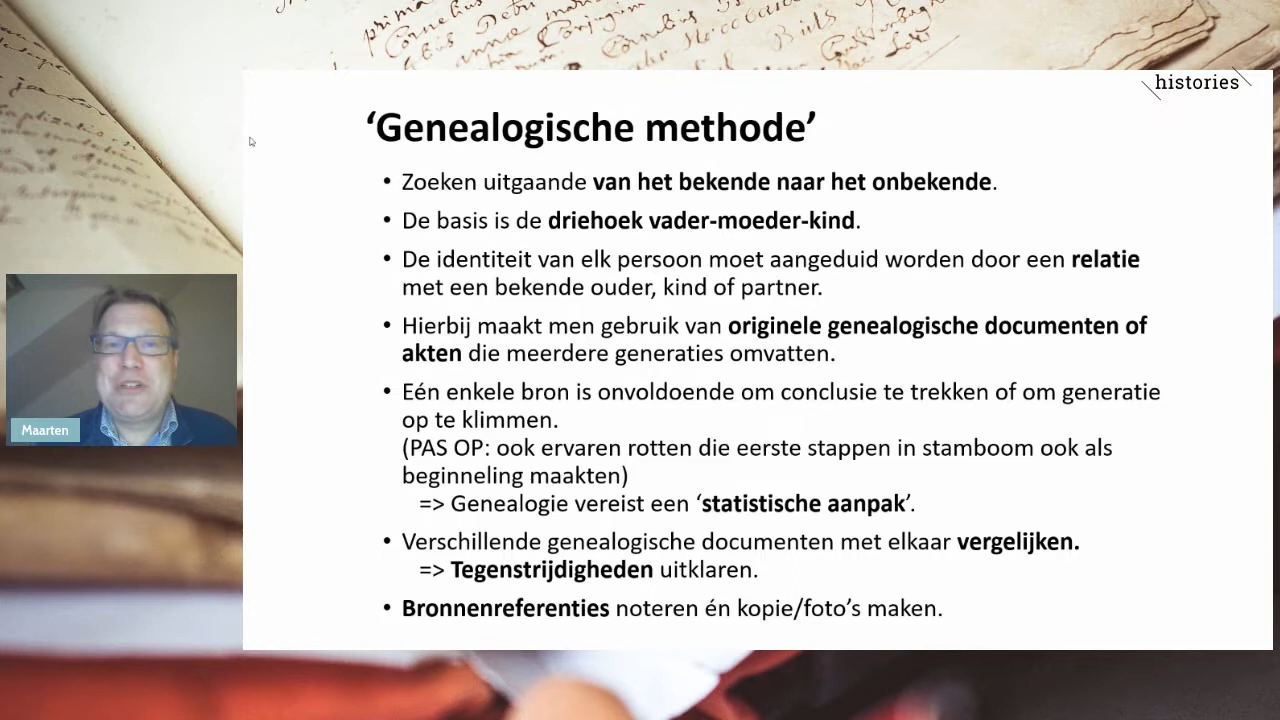 histories
‘Genealogische methode’
• Zoeken uitgaande van het bekende naar het onbekende.
• De basis is de driehoek vader-moeder-kind.
• De identiteit van elk persoon moet aangeduid worden door een relatie
met een bekende ouder, kind of partner.
• Hierbij maakt men gebruik van originele genealogische documenten of
akten die meerdere generaties omvatten.
• Eén enkele bron is onvoldoende om conclusie te trekken of om generatie
op te klimmen.
(PAS OP: ook ervaren rotten die eerste stappen in stamboom ook als
beginneling maakten)
=> Genealogie vereist een ‘statistische aanpak’.
• Verschillende genealogische documenten met elkaar vergelijken.
=> Tegenstrijdigheden uitklaren.
• Bronnenreferenties noteren én kopie/foto’s maken.
Maarten